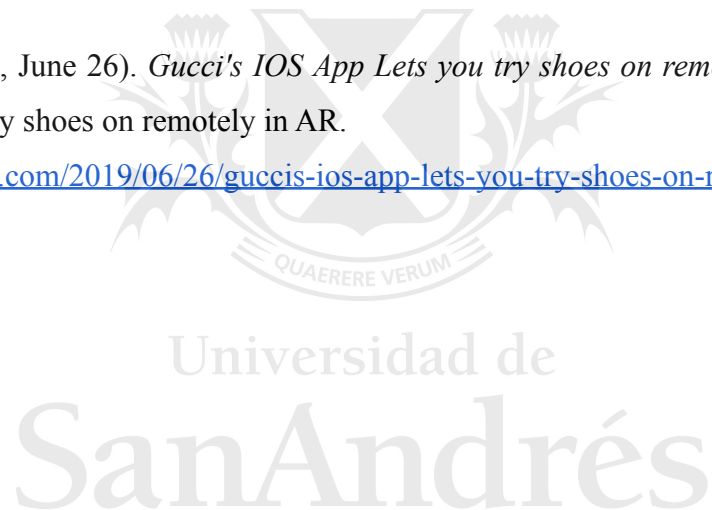 , June 26). Gucci's IOS App Lets you try shoes on rem
y shoes on remotely in AR.
.com/2019/06/26/guccis-ios-app-lets-you-try-shoes-on-r
QUAERERE VERUM
Universidad de
SanAndrés